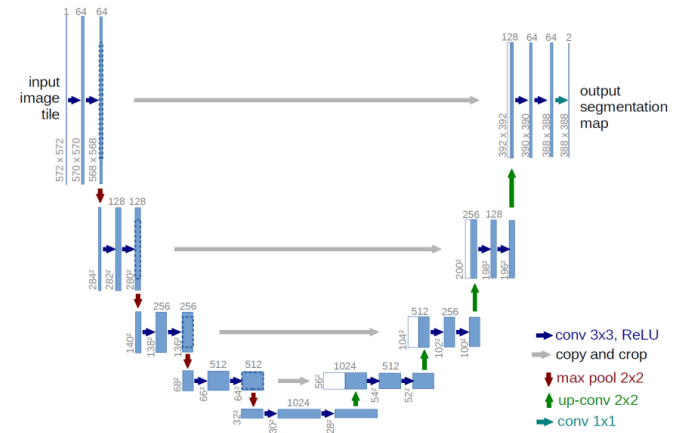 1 64 64
128 64 64 2
input
image
tile
output
segmentation
map
572 x 572
570 x 570
568 x 568
392 x 392
390 x 390
388 x 388
388 x 388
128 128
256 128
284²
282²
280²
200²
198²
196²
256 256
512 256
140²
138²
136²
104²
102²
100²
512 512
1024 512
68²
66²
64²
56²
54²
52²
1024
32²
30²
28²
conv 3x3, ReLU
copy and crop
max pool 2x2
up-conv 2x2
conv 1x1